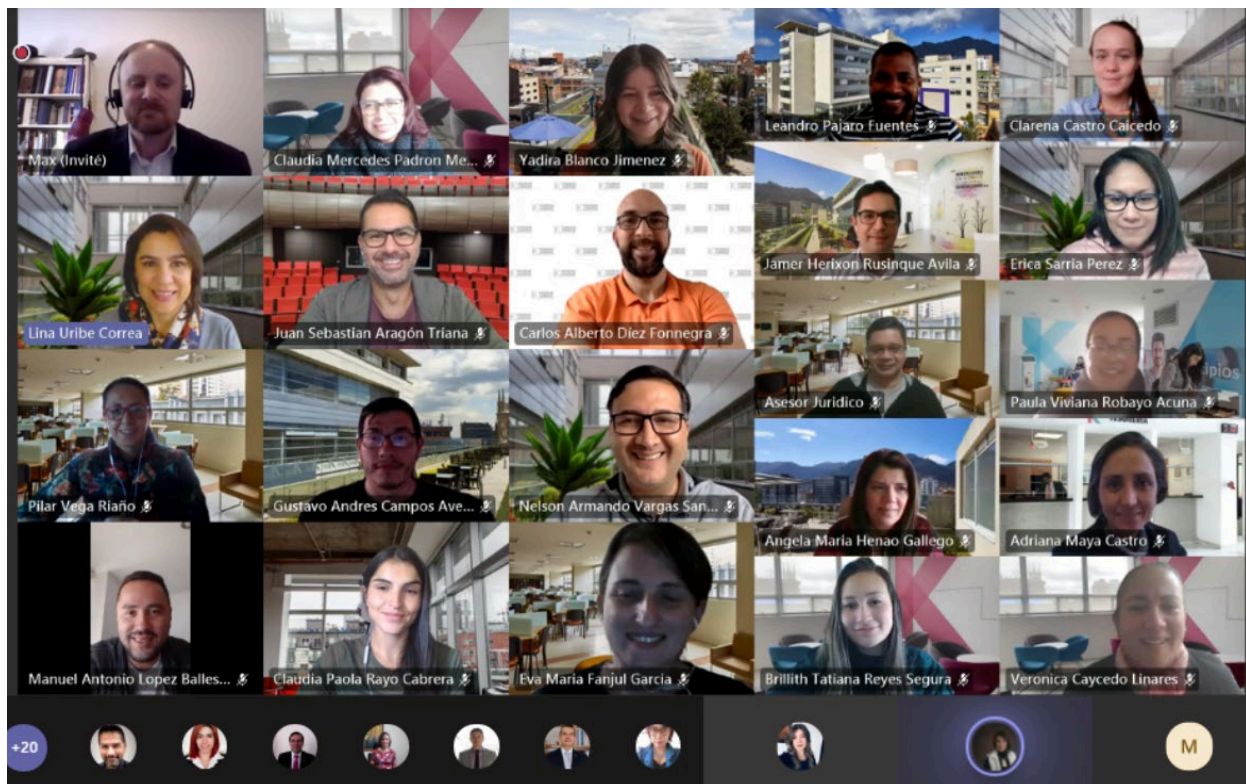 Max (Invité)
Claudia Mercedes Padron Me...
Yadira Blanco Jimenez
Leandro Pajaro Fuentes
Clarena Castro Caicedo
Lina Uribe Correa
Juan Sebastian Aragón Triana
Carlos Alberto Díez Fonnegra
Jamer Herixon Rusinque Avila
Erica Sarria Perez
Asesor Juridico
Paula Viviana Robayo Acuna
Pilar Vega Riaño
Gustavo Andres Campos Ave...
Nelson Armando Vargas San...
Angela Maria Henao Gallego
Adriana Maya Castro
Manuel Antonio Lopez Balles...
Claudia Paola Rayo Cabrera
Eva Maria Fanjul Garcia
Brillith Tatiana Reyes Segura
Veronica Caycedo Linares
+20
M